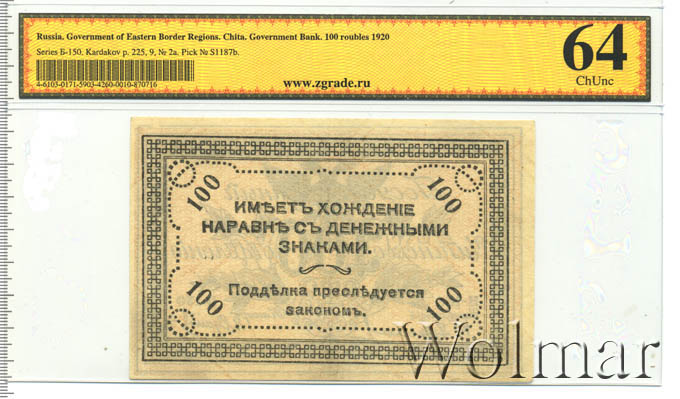 Russia. Government of Eastern Border Regions. Chita. Government Bank. 100 roubles 1920
Series Б-150. Kardakov p. 225, 9, № 2a. Pick № S1187b.
4-6103-0171-5903-4260-0010-870716
www.zgrade.ru
64
ChUnc
100
100
ИМѢЕТЪ ХОЖДЕНІЕ
НАРАВНѢ СЪ ДЕНЕЖНЫМИ
ЗНАКАМИ.
Поддѣлка преслѣдуется
закономъ.
100
100
Wolmar